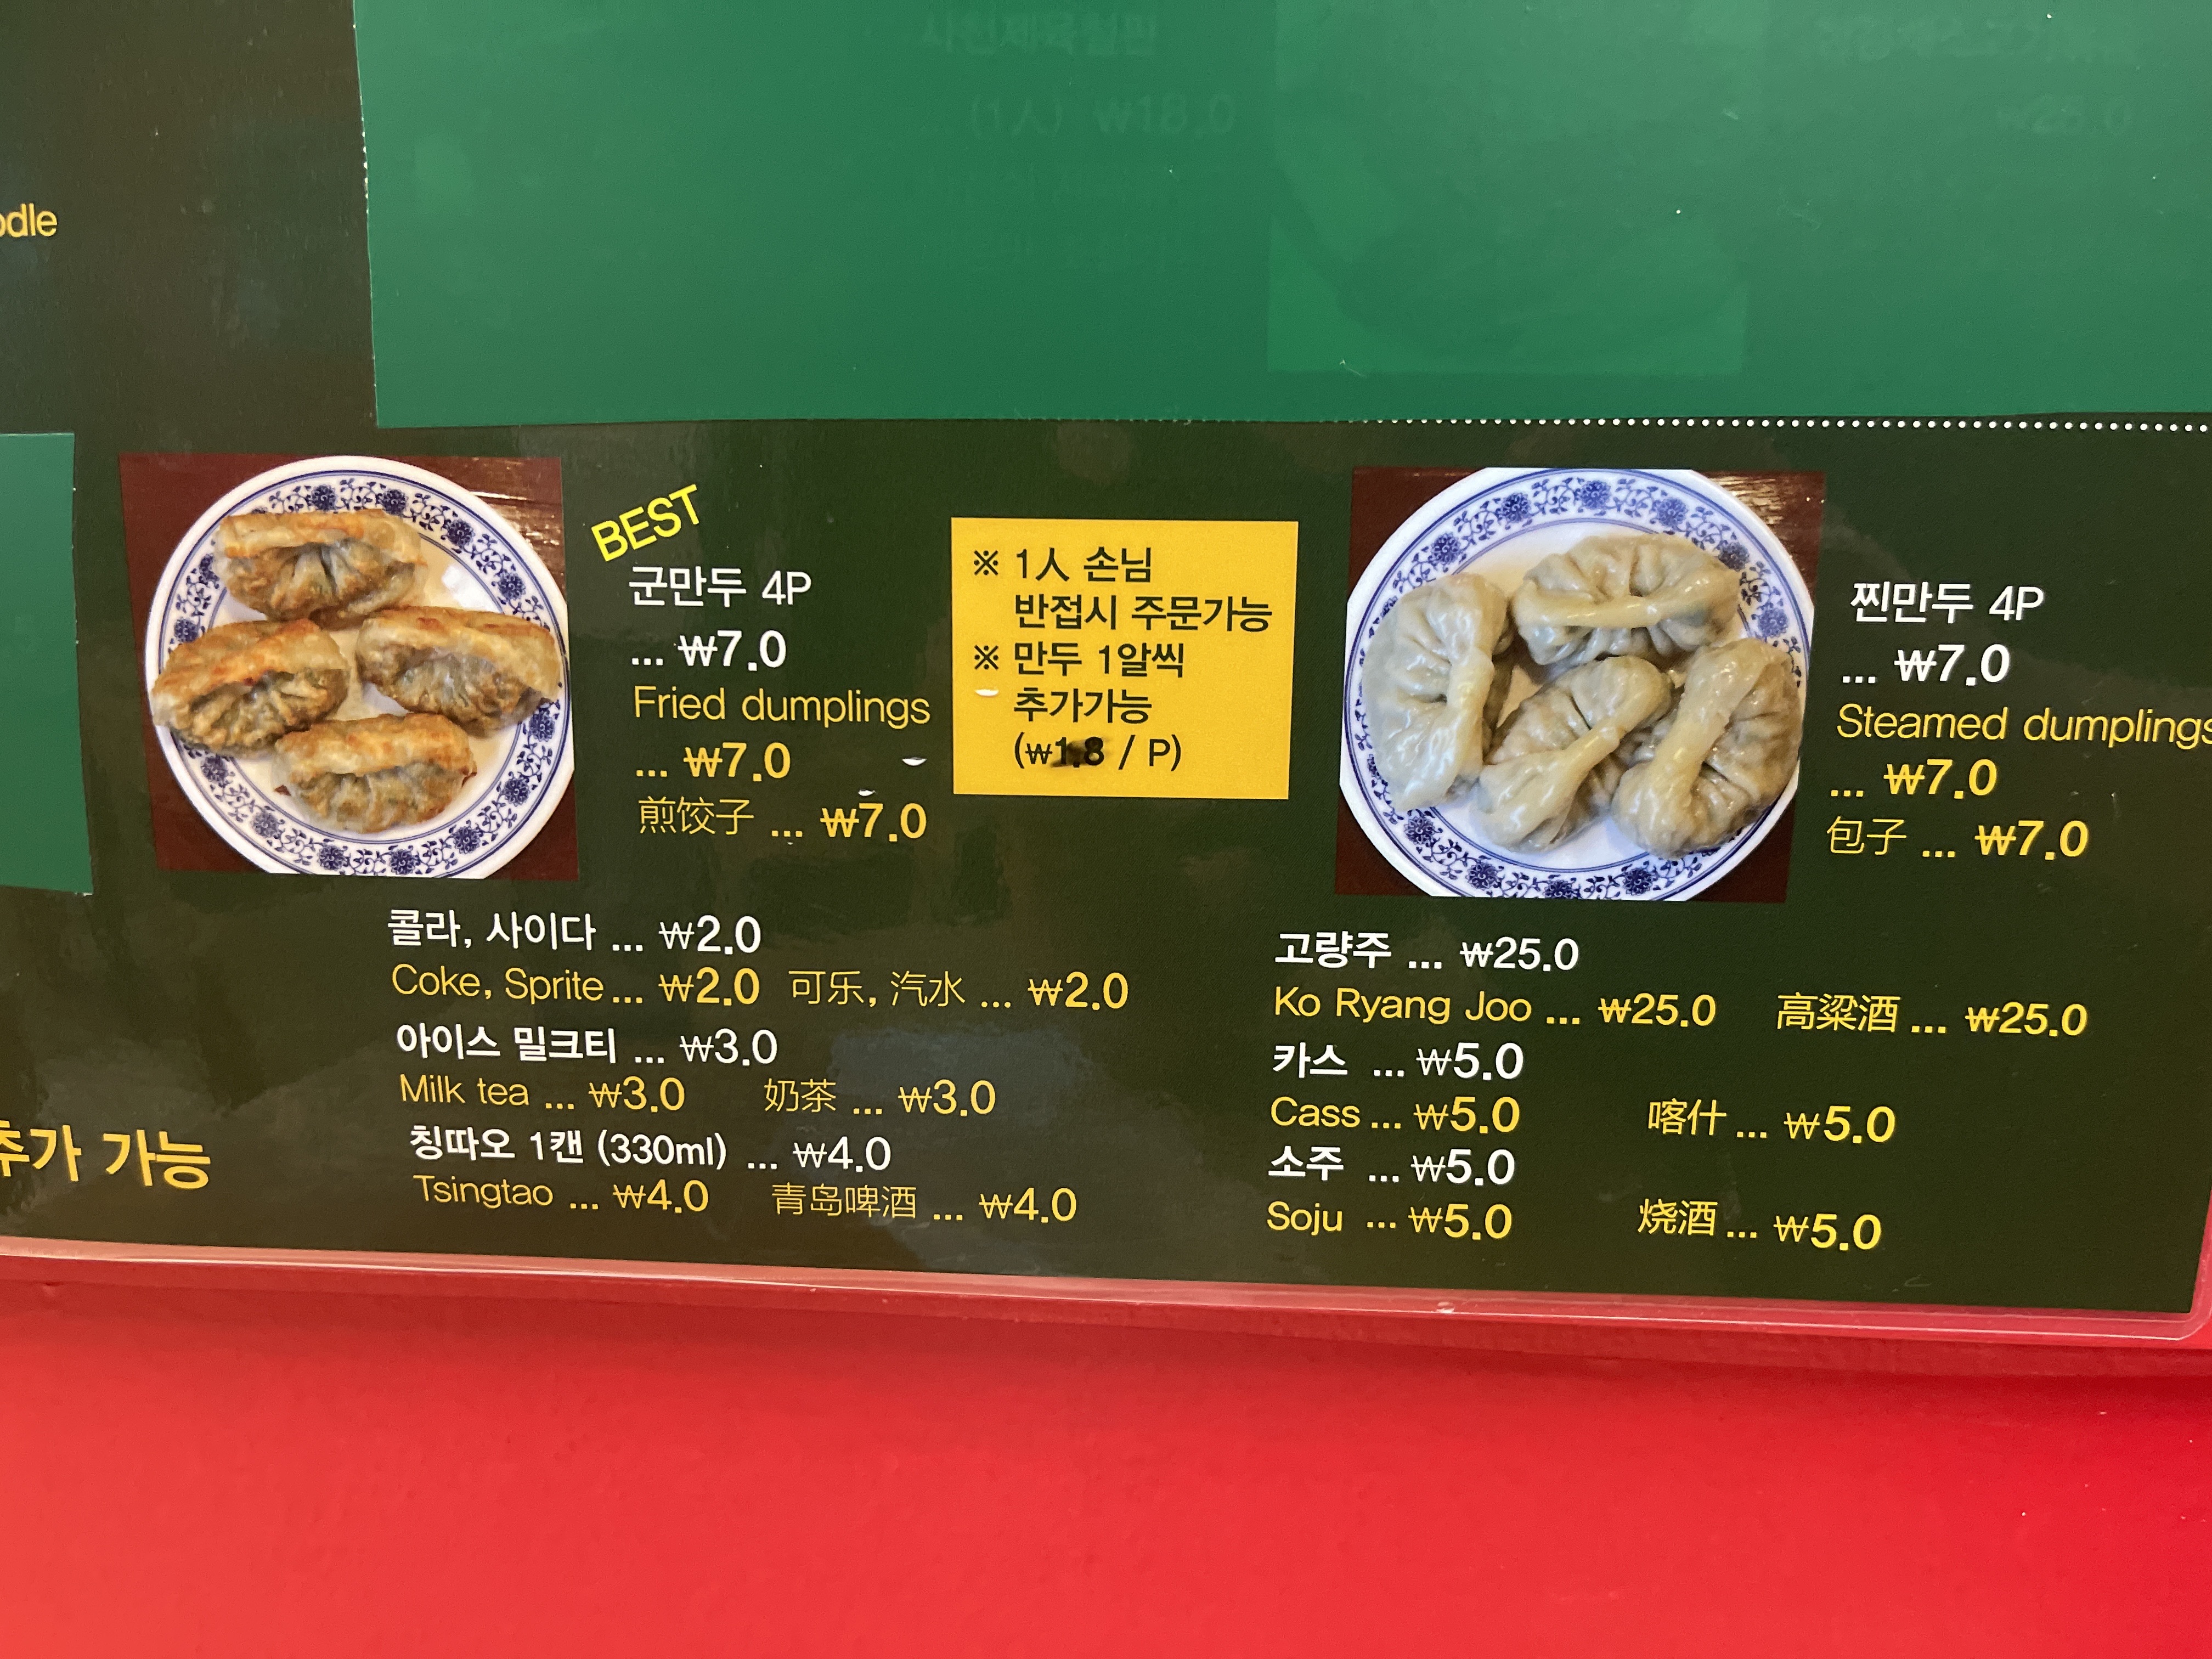 odle
BEST
군만두 4P
... ₩7.0
Fried dumplings
... ₩7.0
煎饺子 ... ₩7.0
※ 1人 손님
반접시 주문가능
※ 만두 1알씩
추가가능
(₩1.8 / P)
찐만두 4P
... ₩7.0
Steamed dumplings
... ₩7.0
包子 ... ₩7.0
콜라, 사이다 ... ₩2.0
Coke, Sprite ... ₩2.0 可乐, 汽水 ... ₩2.0
아이스 밀크티 ... ₩3.0
Milk tea ... ₩3.0 奶茶 ... ₩3.0
칭따오 1캔 (330ml) ... ₩4.0
Tsingtao ... ₩4.0 青岛啤酒 ... ₩4.0
고량주 ... ₩25.0
Ko Ryang Joo ... ₩25.0 高粱酒 ... ₩25.0
카스 ... ₩5.0
Cass ... ₩5.0 喀什 ... ₩5.0
소주 ... ₩5.0
Soju ... ₩5.0 烧酒 ... ₩5.0
추가 가능
(1人) ₩18.0